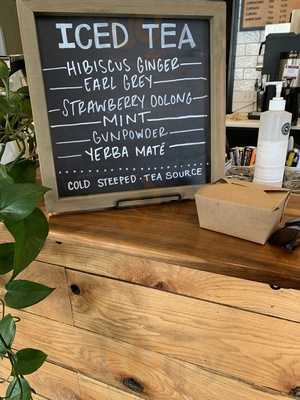 ICED TEA
HIBISCUS GINGER
EARL GREY
STRAWBERRY OOLONG
MINT
GUNPOWDER
YERBA MATÉ
COLD STEEPED · TEA SOURCE